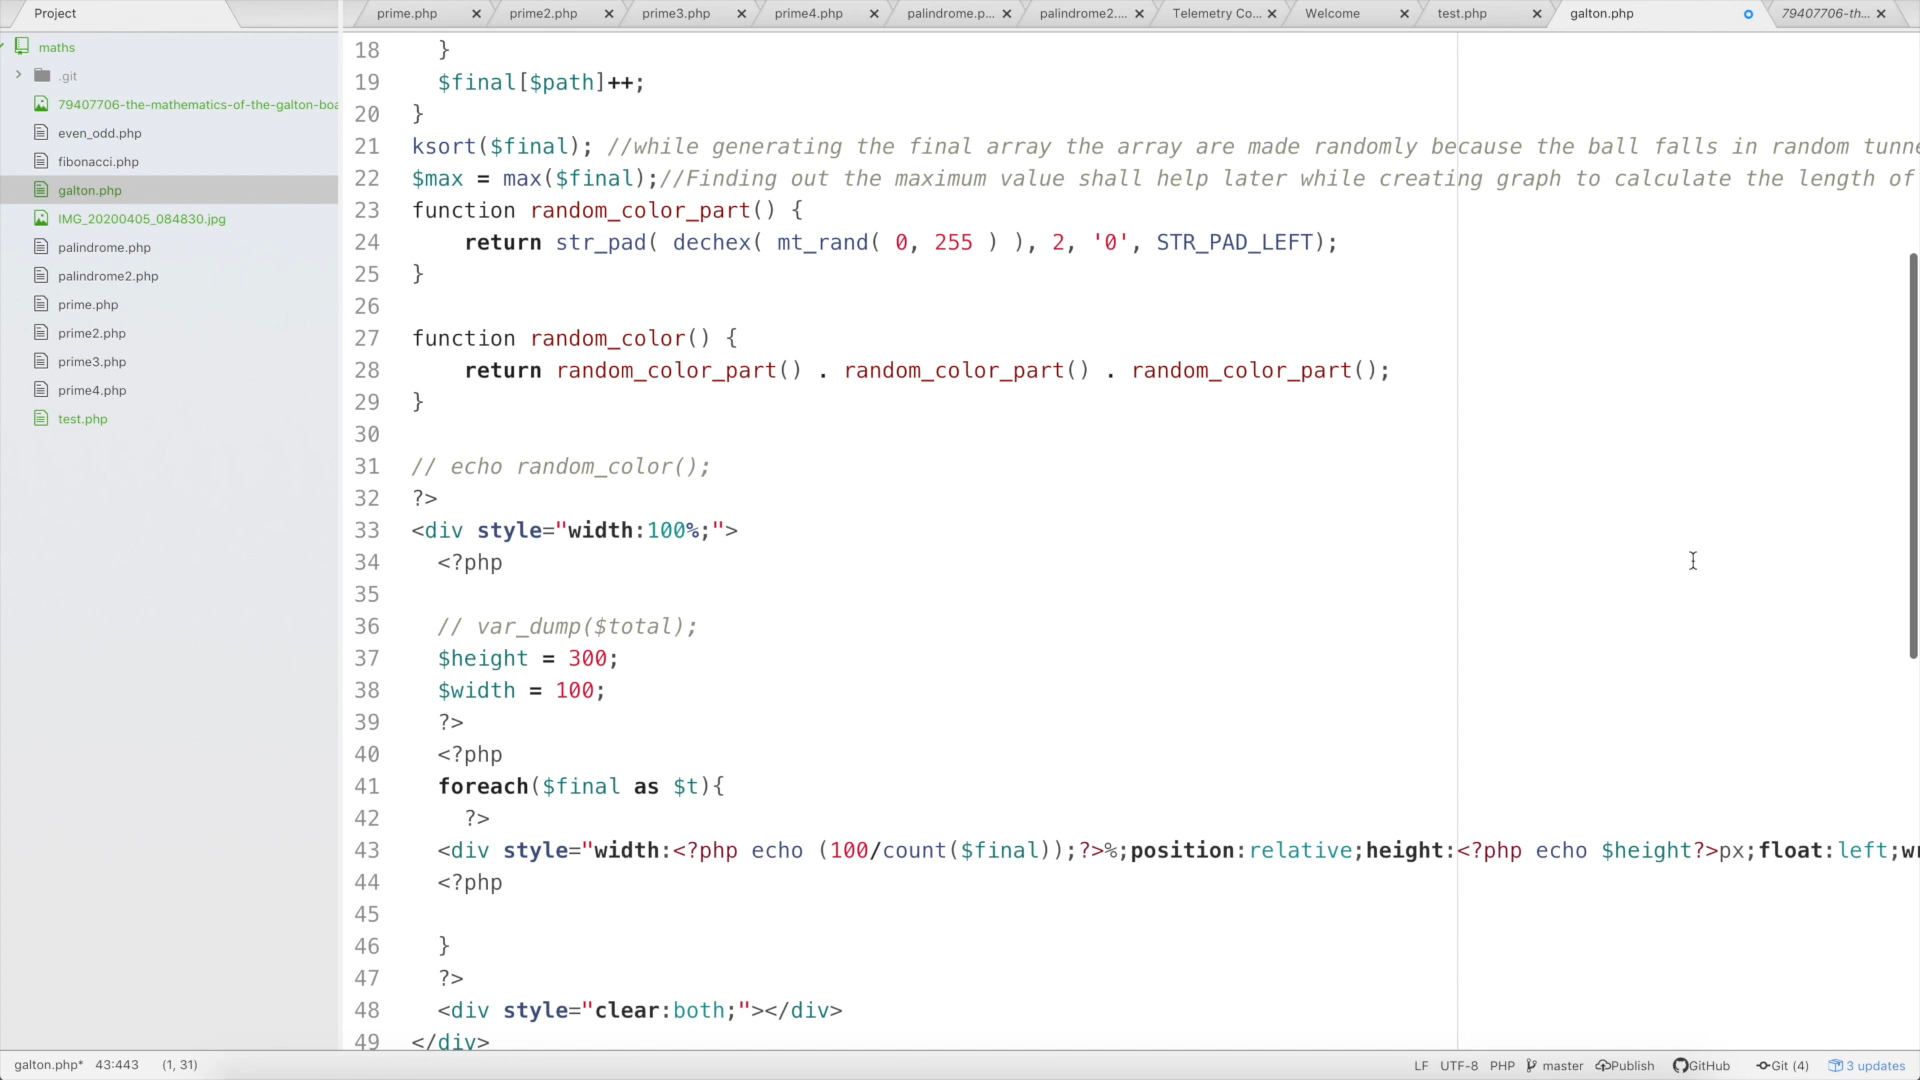 Project
prime.php
prime2.php
prime3.php
prime4.php
palindrome.p...
palindrome2....
Telemetry Co...
Welcome
test.php
galton.php
79407706-th...
maths
.git
79407706-the-mathematics-of-the-galton-boa
even_odd.php
fibonacci.php
galton.php
IMG_20200405_084830.jpg
palindrome.php
palindrome2.php
prime.php
prime2.php
prime3.php
prime4.php
test.php
18 }
19 $final[$path]++;
20 }
21 ksort($final); //while generating the final array the array are made randomly because the ball falls in random tunne
22 $max = max($final);//Finding out the maximum value shall help later while creating graph to calculate the length of
23 function random_color_part() {
24 return str_pad( dechex( mt_rand( 0, 255 ) ), 2, '0', STR_PAD_LEFT);
25 }
26
27 function random_color() {
28 return random_color_part() . random_color_part() . random_color_part();
29 }
30
31 // echo random_color();
32 ?>
33 <div style="width:100%;">
34 <?php
35
36 // var_dump($total);
37 $height = 300;
38 $width = 100;
39 ?>
40 <?php
41 foreach($final as $t){
42 ?>
43 <div style="width:<?php echo (100/count($final));?>%;position:relative;height:<?php echo $height?>px;float:left;w
44 <?php
45
46 }
47 ?>
48 <div style="clear:both;"></div>
49 </div>
galton.php* 43:443 (1, 31)
LF UTF-8 PHP master Publish GitHub Git (4) 3 updates